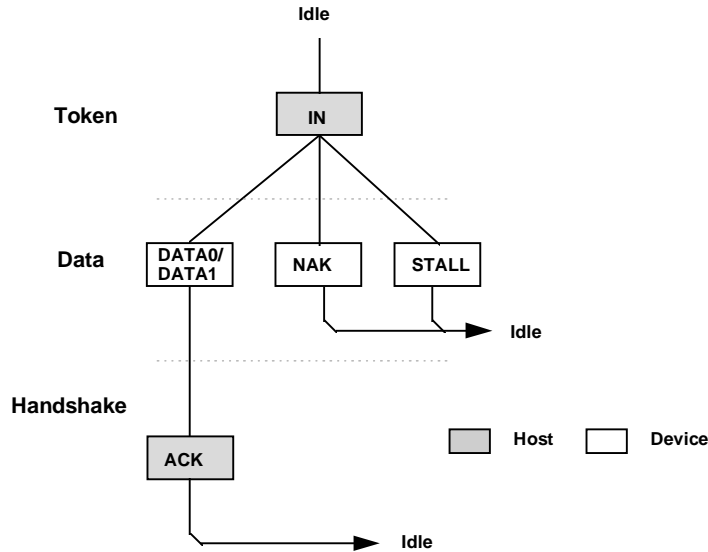 Idle
Token
IN
Data
DATA0/
DATA1
NAK
STALL
Idle
Handshake
ACK
Host
Device
Idle